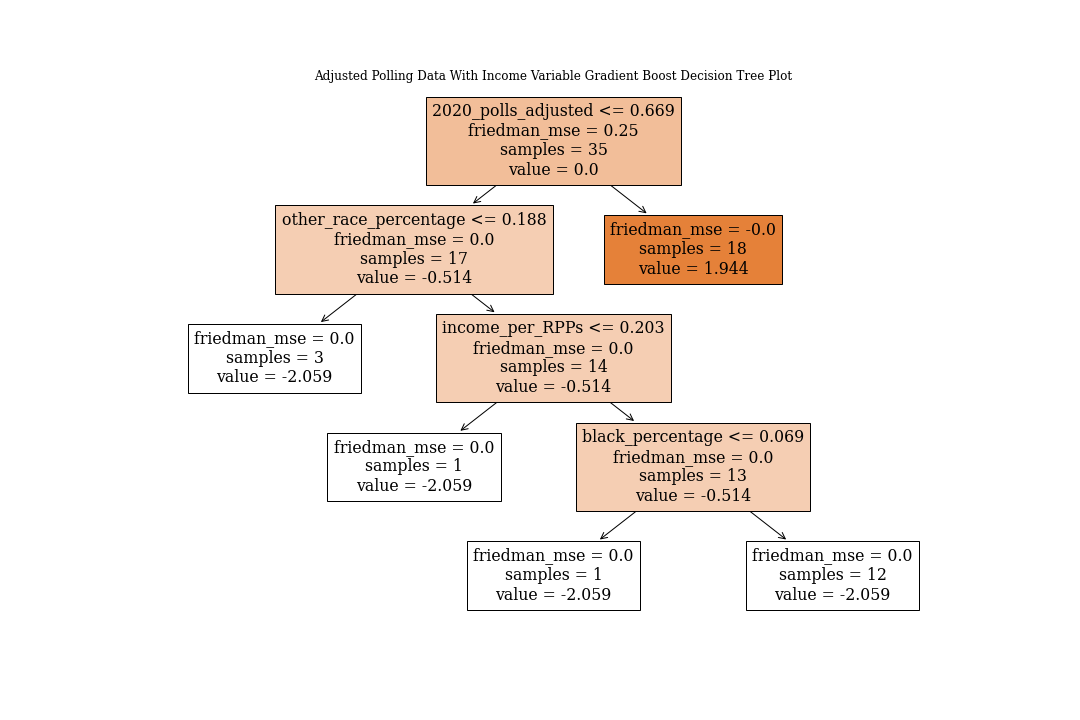 Adjusted Polling Data With Income Variable Gradient Boost Decision Tree Plot
2020_polls_adjusted <= 0.669
friedman_mse = 0.25
samples = 35
value = 0.0
other_race_percentage <= 0.188
friedman_mse = 0.0
samples = 17
value = -0.514
friedman_mse = -0.0
samples = 18
value = 1.944
friedman_mse = 0.0
samples = 3
value = -2.059
income_per_RPPs <= 0.203
friedman_mse = 0.0
samples = 14
value = -0.514
friedman_mse = 0.0
samples = 1
value = -2.059
black_percentage <= 0.069
friedman_mse = 0.0
samples = 13
value = -0.514
friedman_mse = 0.0
samples = 1
value = -2.059
friedman_mse = 0.0
samples = 12
value = -2.059